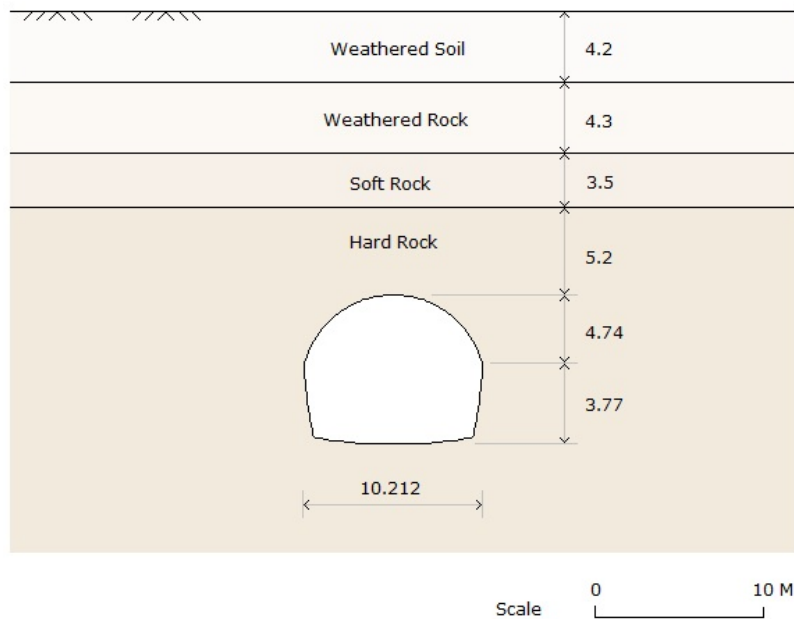 Weathered Soil 4.2
Weathered Rock 4.3
Soft Rock 3.5
Hard Rock
5.2
4.74
3.77
10.212
0 10 M
Scale